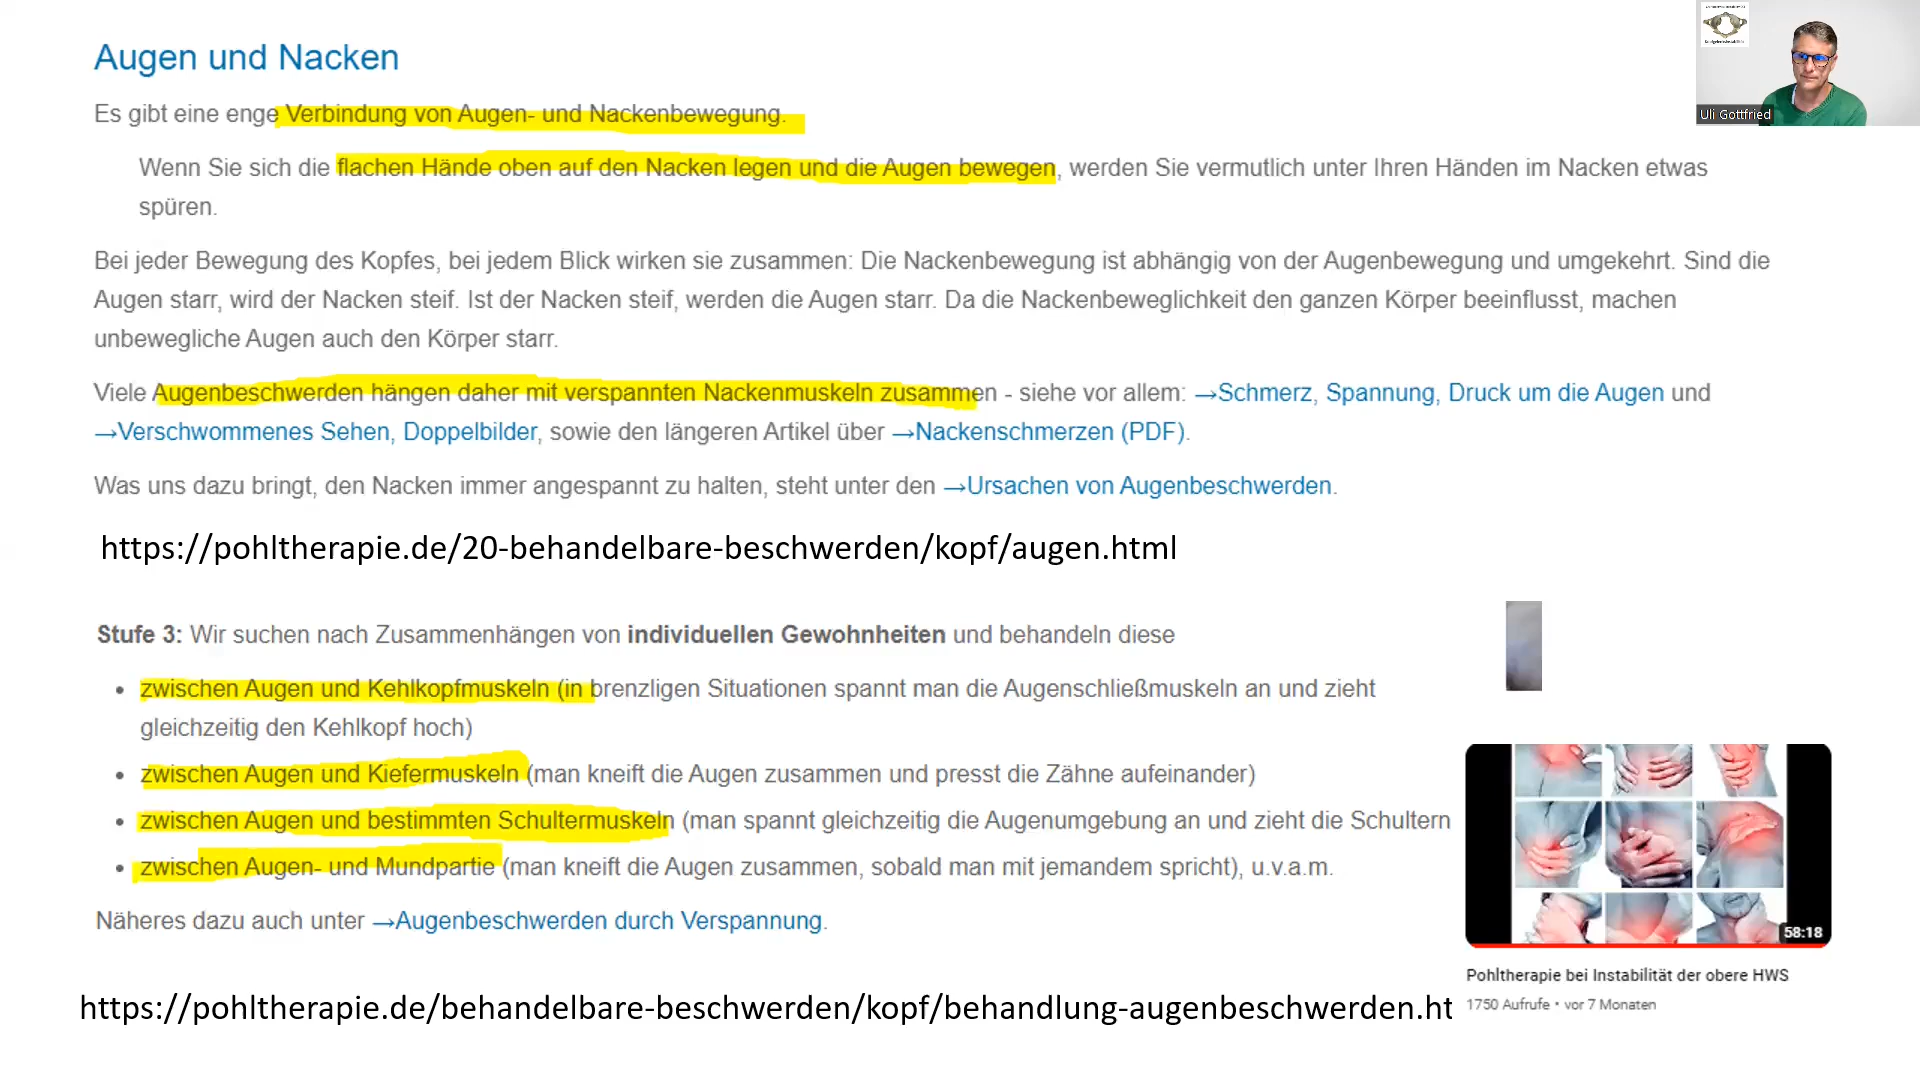 Augen und Nacken
Es gibt eine enge Verbindung von Augen- und Nackenbewegung.
Wenn Sie sich die flachen Hände oben auf den Nacken legen und die Augen bewegen, werden Sie vermutlich unter Ihren Händen im Nacken etwas
spüren.
Bei jeder Bewegung des Kopfes, bei jedem Blick wirken sie zusammen: Die Nackenbewegung ist abhängig von der Augenbewegung und umgekehrt. Sind die
Augen starr, wird der Nacken steif. Ist der Nacken steif, werden die Augen starr. Da die Nackenbeweglichkeit den ganzen Körper beeinflusst, machen
unbewegliche Augen auch den Körper starr.
Viele Augenbeschwerden hängen daher mit verspannten Nackenmuskeln zusammen - siehe vor allem: →Schmerz, Spannung, Druck um die Augen und
→Verschwommenes Sehen, Doppelbilder, sowie den längeren Artikel über →Nackenschmerzen (PDF).
Was uns dazu bringt, den Nacken immer angespannt zu halten, steht unter den →Ursachen von Augenbeschwerden.
https://pohltherapie.de/20-behandelbare-beschwerden/kopf/augen.html
Stufe 3: Wir suchen nach Zusammenhängen von individuellen Gewohnheiten und behandeln diese
• zwischen Augen und Kehlkopfmuskeln (in brenzligen Situationen spannt man die Augenschließmuskeln an und zieht
gleichzeitig den Kehlkopf hoch)
• zwischen Augen und Kiefermuskeln (man kneift die Augen zusammen und presst die Zähne aufeinander)
• zwischen Augen und bestimmten Schultermuskeln (man spannt gleichzeitig die Augenumgebung an und zieht die Schultern
• zwischen Augen- und Mundpartie (man kneift die Augen zusammen, sobald man mit jemandem spricht), u.v.a.m.
Näheres dazu auch unter →Augenbeschwerden durch Verspannung.
https://pohltherapie.de/behandelbare-beschwerden/kopf/behandlung-augenbeschwerden.ht
Uli Gottfried
58:18
Pohltherapie bei Instabilität der obere HWS
1750 Aufrufe • vor 7 Monaten